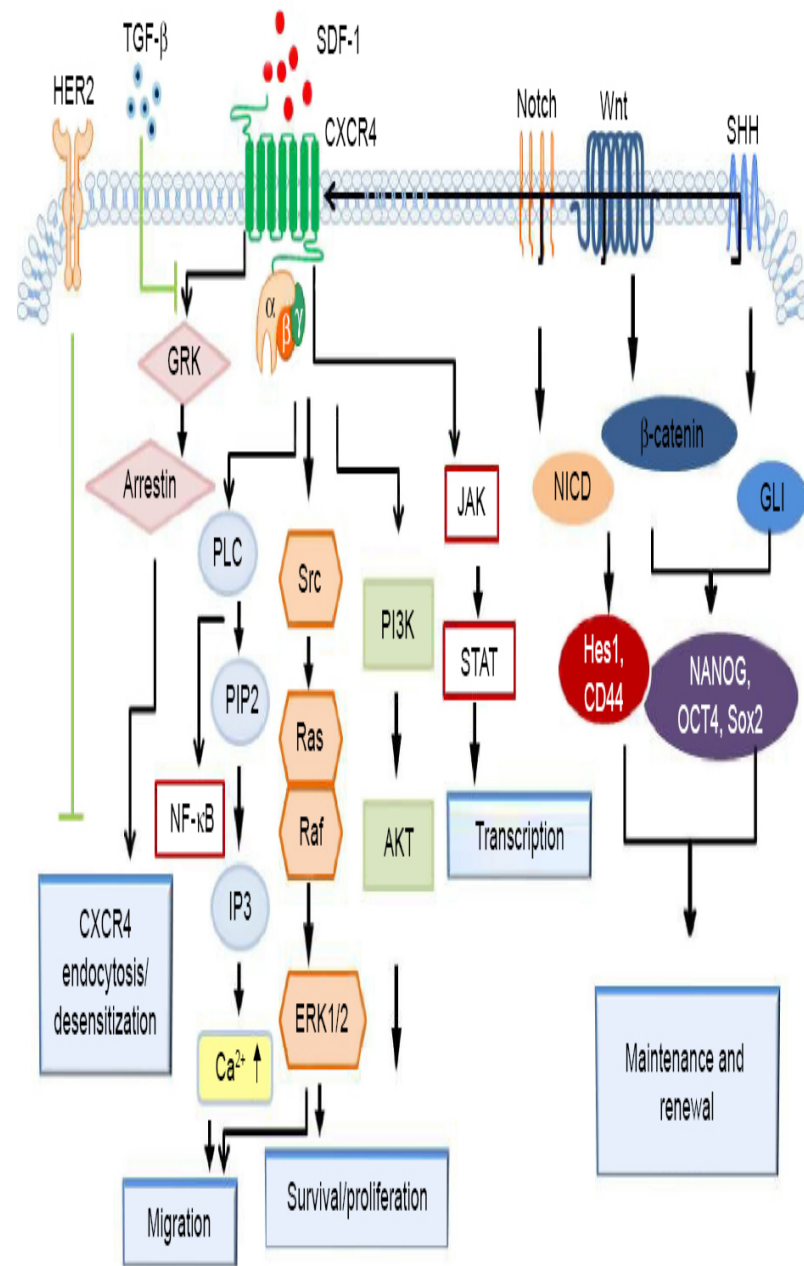 TGF-β
SDF-1
HER2
CXCR4
Notch
Wnt
SHH
α
β
γ
GRK
Arrestin
PLC
Src
PIP2
Ras
NF-κB
Raf
IP3
ERK1/2
Ca²⁺ ↑
PI3K
AKT
JAK
STAT
Transcription
β-catenin
NICD
GLI
Hes1,
CD44
NANOG,
OCT4, Sox2
CXCR4
endocytosis/
desensitization
Migration
Survival/proliferation
Maintenance and
renewal